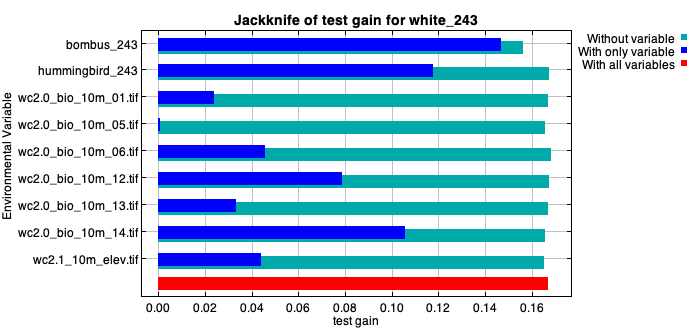 Jackknife of test gain for white_243
Without variable
With only variable
With all variables
Environmental Variable
bombus_243
hummingbird_243
wc2.0_bio_10m_01.tif
wc2.0_bio_10m_05.tif
wc2.0_bio_10m_06.tif
wc2.0_bio_10m_12.tif
wc2.0_bio_10m_13.tif
wc2.0_bio_10m_14.tif
wc2.1_10m_elev.tif
0.00 0.02 0.04 0.06 0.08 0.10 0.12 0.14 0.16
test gain